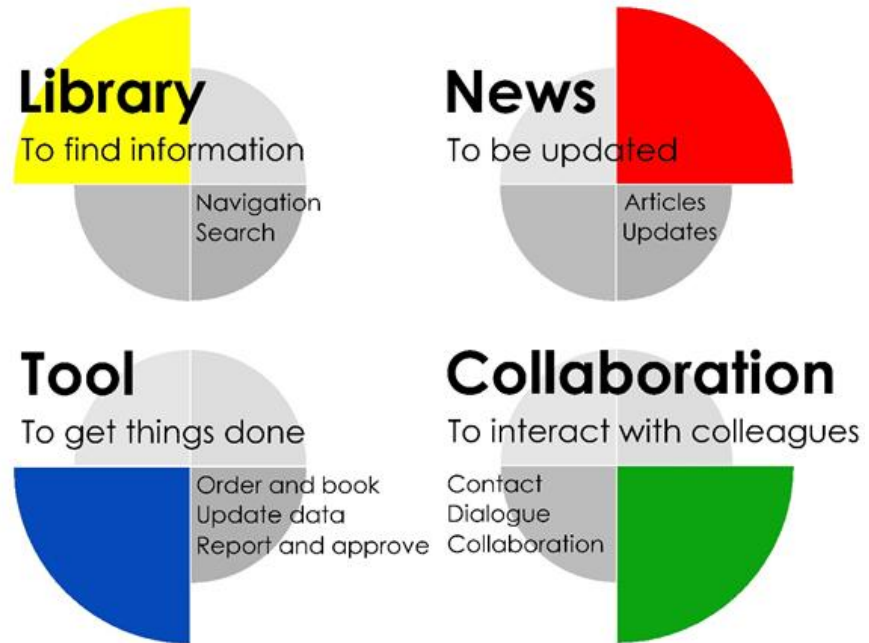 Library
To find information
Navigation
Search
News
To be updated
Articles
Updates
Tool
To get things done
Order and book
Update data
Report and approve
Collaboration
To interact with colleagues
Contact
Dialogue
Collaboration